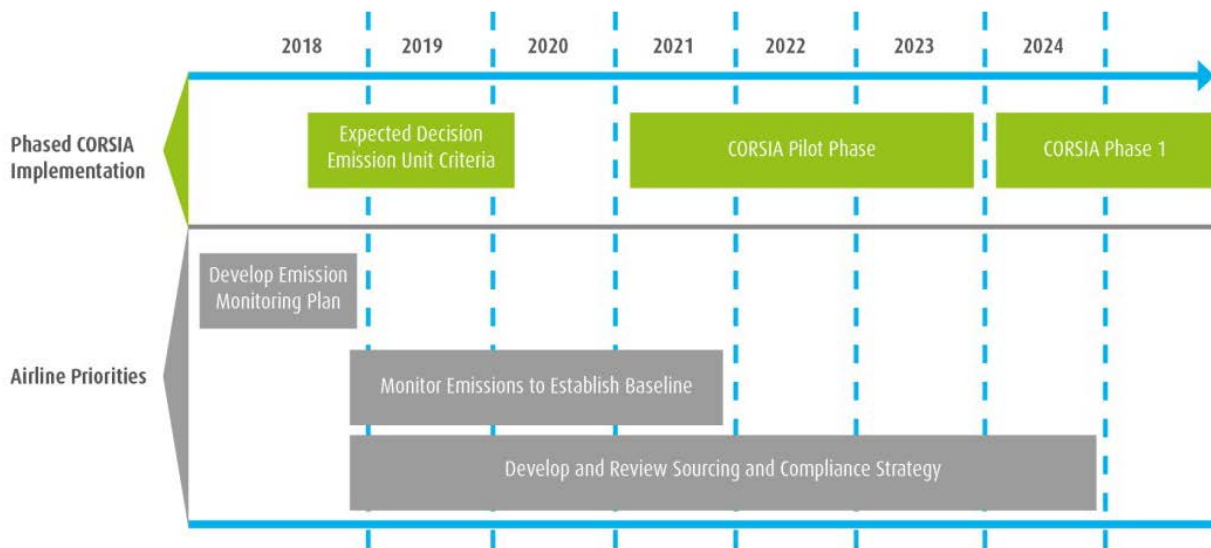 2018
2019
2020
2021
2022
2023
2024
Phased CORSIA
Implementation
Expected Decision
Emission Unit Criteria
CORSIA Pilot Phase
CORSIA Phase 1
Airline Priorities
Develop Emission
Monitoring Plan
Monitor Emissions to Establish Baseline
Develop and Review Sourcing and Compliance Strategy